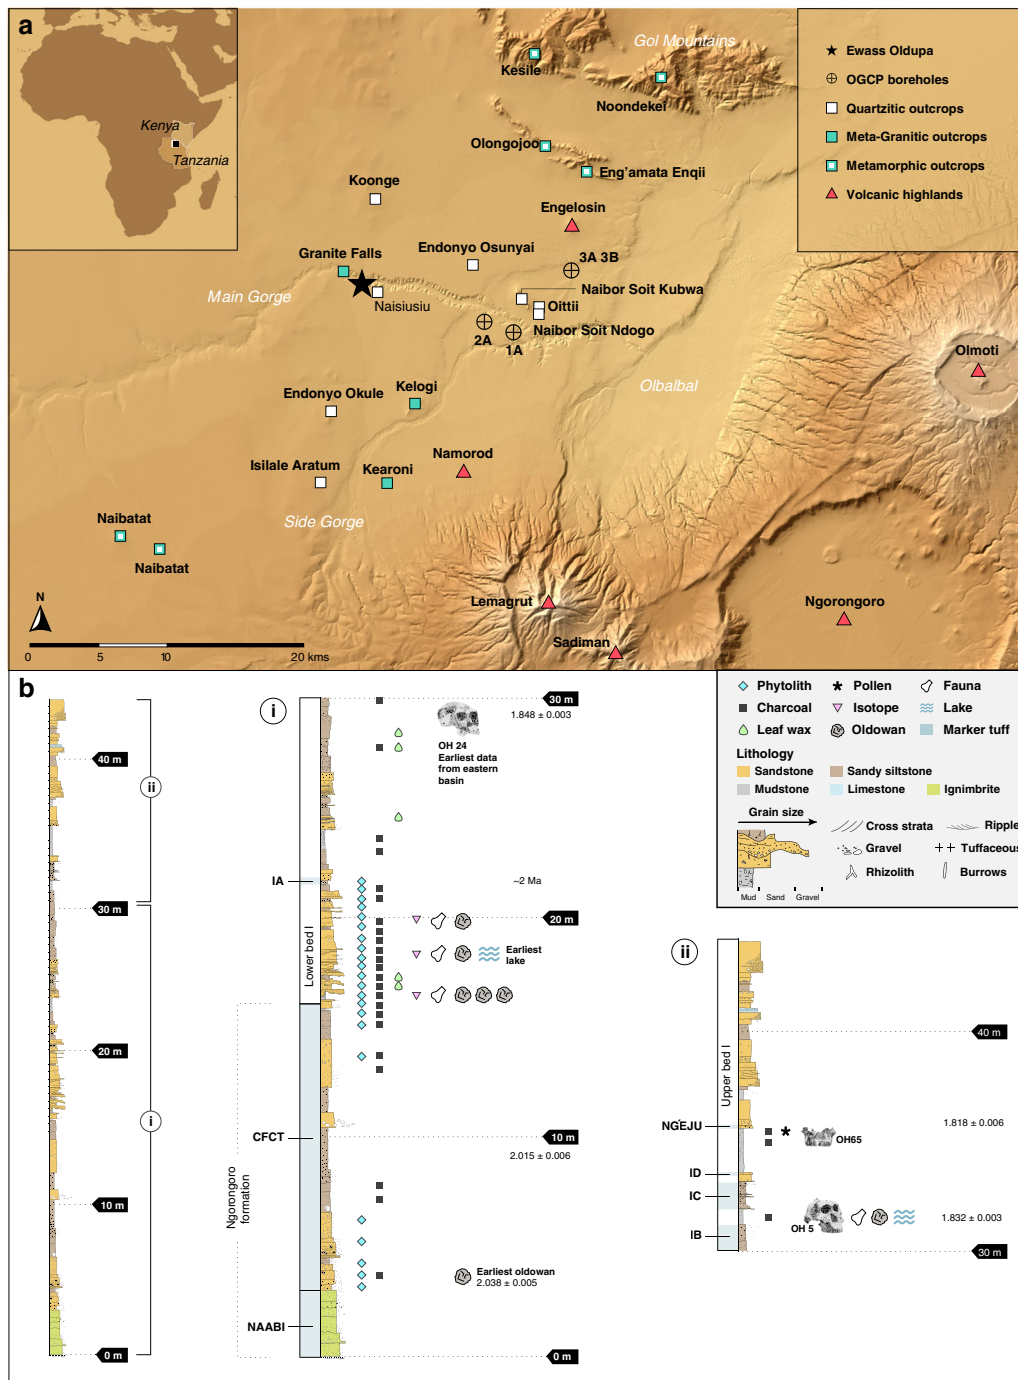 a
Kenya
Tanzania
Gol Mountains
Kesile
Noondekei
Olongojoo
Eng'amata Enqii
Koonge
Engelosin
Endonyo Osunyai
Granite Falls
3A 3B
Main Gorge
Naisiusiu
Naibor Soit Kubwa
Oittii
Naibor Soit Ndogo
2A
1A
Olmoti
Olbalbal
Endonyo Okule
Kelogi
Isilale Aratum
Kearoni
Namorod
Side Gorge
Naibatat
Naibatat
Lemagrut
Ngorongoro
Sadiman
N
0 5 10 20 kms
Ewass Oldupa
OGCP boreholes
Quartzitic outcrops
Meta-Granitic outcrops
Metamorphic outcrops
Volcanic highlands
b
40 m
30 m
20 m
10 m
0 m
ii
i
i
30 m
1.848 ± 0.003
OH 24
Earliest data
from eastern
basin
IA
~2 Ma
20 m
Lower bed I
Earliest
lake
CFCT
10 m
2.015 ± 0.006
Ngorongoro
formation
Earliest oldowan
2.038 ± 0.005
NAABI
0 m
Phytolith Pollen Fauna
Charcoal Isotope Lake
Leaf wax Oldowan Marker tuff
Lithology
Sandstone Sandy siltstone
Mudstone Limestone Ignimbrite
Grain size
Cross strata Ripple
Gravel Tuffaceous
Rhizolith Burrows
Mud Sand Gravel
ii
40 m
Upper bed I
NGEJU
1.818 ± 0.006
OH65
ID
IC
OH 5
1.832 ± 0.003
IB
30 m